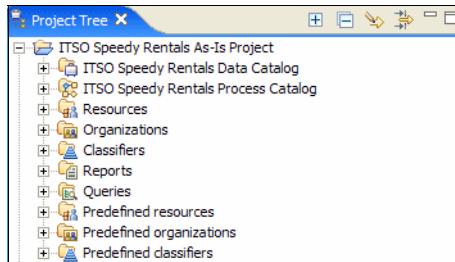 Project Tree
ITSO Speedy Rentals As-Is Project
ITSO Speedy Rentals Data Catalog
ITSO Speedy Rentals Process Catalog
Resources
Organizations
Classifiers
Reports
Queries
Predefined resources
Predefined organizations
Predefined classifiers